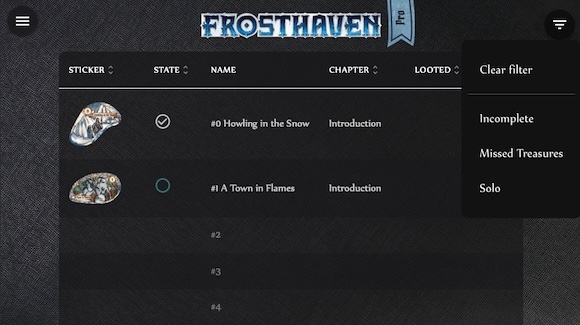 FROSTHAVEN
Pro
STICKER STATE NAME CHAPTER LOOTED
Clear filter
#0 Howling in the Snow Introduction
Incomplete
Missed Treasures
#1 A Town in Flames Introduction
Solo
#2
#3
#4